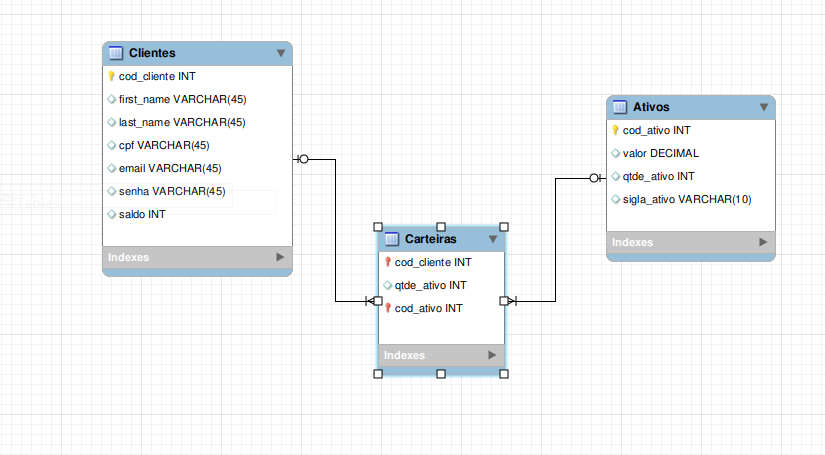 Clientes
cod_cliente INT
first_name VARCHAR(45)
last_name VARCHAR(45)
cpf VARCHAR(45)
email VARCHAR(45)
senha VARCHAR(45)
saldo INT
Indexes
Ativos
cod_ativo INT
valor DECIMAL
qtde_ativo INT
sigla_ativo VARCHAR(10)
Indexes
Carteiras
cod_cliente INT
qtde_ativo INT
cod_ativo INT
Indexes